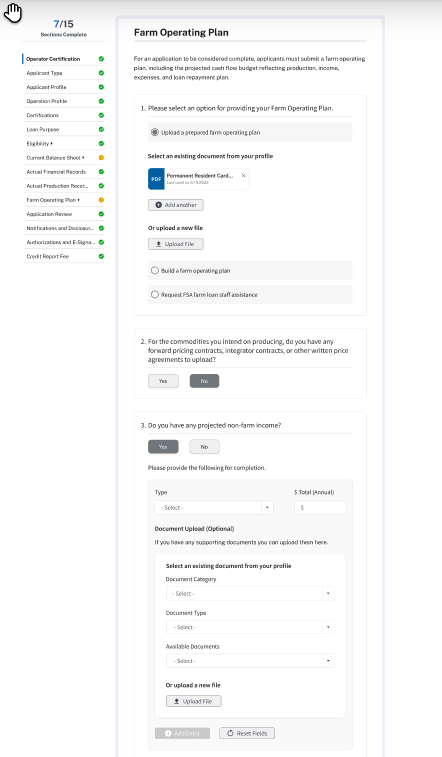 7/15
Sections Complete
Operator Certification
Applicant Type
Applicant Profile
Operation Profile
Certifications
Loan Purpose
Eligibility
Current Balance Sheet
Actual Financial Records
Actual Production Recor...
Farm Operating Plan
Application Review
Notifications and Disclosur...
Authorizations and E-Signa...
Credit Report Fee
Farm Operating Plan
For an application to be considered complete, applicants must submit a farm operating
plan, including the projected cash flow budget reflecting production, income,
expenses, and loan repayment plan.
1. Please select an option for providing your Farm Operating Plan.
Upload a prepared farm operating plan
Select an existing document from your profile
PDF
Permanent Resident Card...
Last used on 6/15/2022
Add another
Or upload a new file
Upload File
Build a farm operating plan
Request FSA farm loan staff assistance
2. For the commodities you intend on producing, do you have any
forward pricing contracts, integrator contracts, or other written price
agreements to upload?
Yes No
3. Do you have any projected non-farm income?
Yes No
Please provide the following for completion.
Type $ Total (Annual)
- Select - $
Document Upload (Optional)
If you have any supporting documents you can upload them here.
Select an existing document from your profile
Document Category
- Select -
Document Type
- Select -
Available Documents
- Select -
Or upload a new file
Upload File
Add Entry Reset Fields